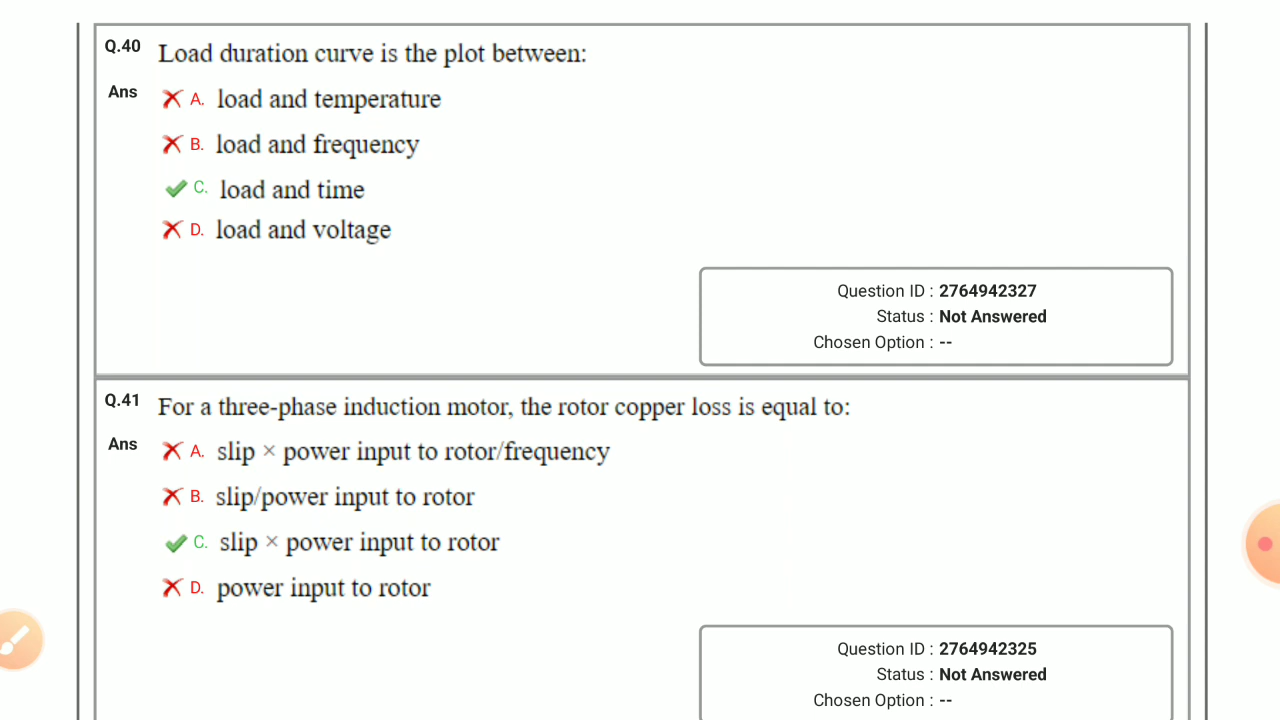 Q.40 Load duration curve is the plot between:
Ans A. load and temperature
B. load and frequency
C. load and time
D. load and voltage
Question ID : 2764942327
Status : Not Answered
Chosen Option : --
Q.41 For a three-phase induction motor, the rotor copper loss is equal to:
Ans A. slip × power input to rotor/frequency
B. slip/power input to rotor
C. slip × power input to rotor
D. power input to rotor
Question ID : 2764942325
Status : Not Answered
Chosen Option : --